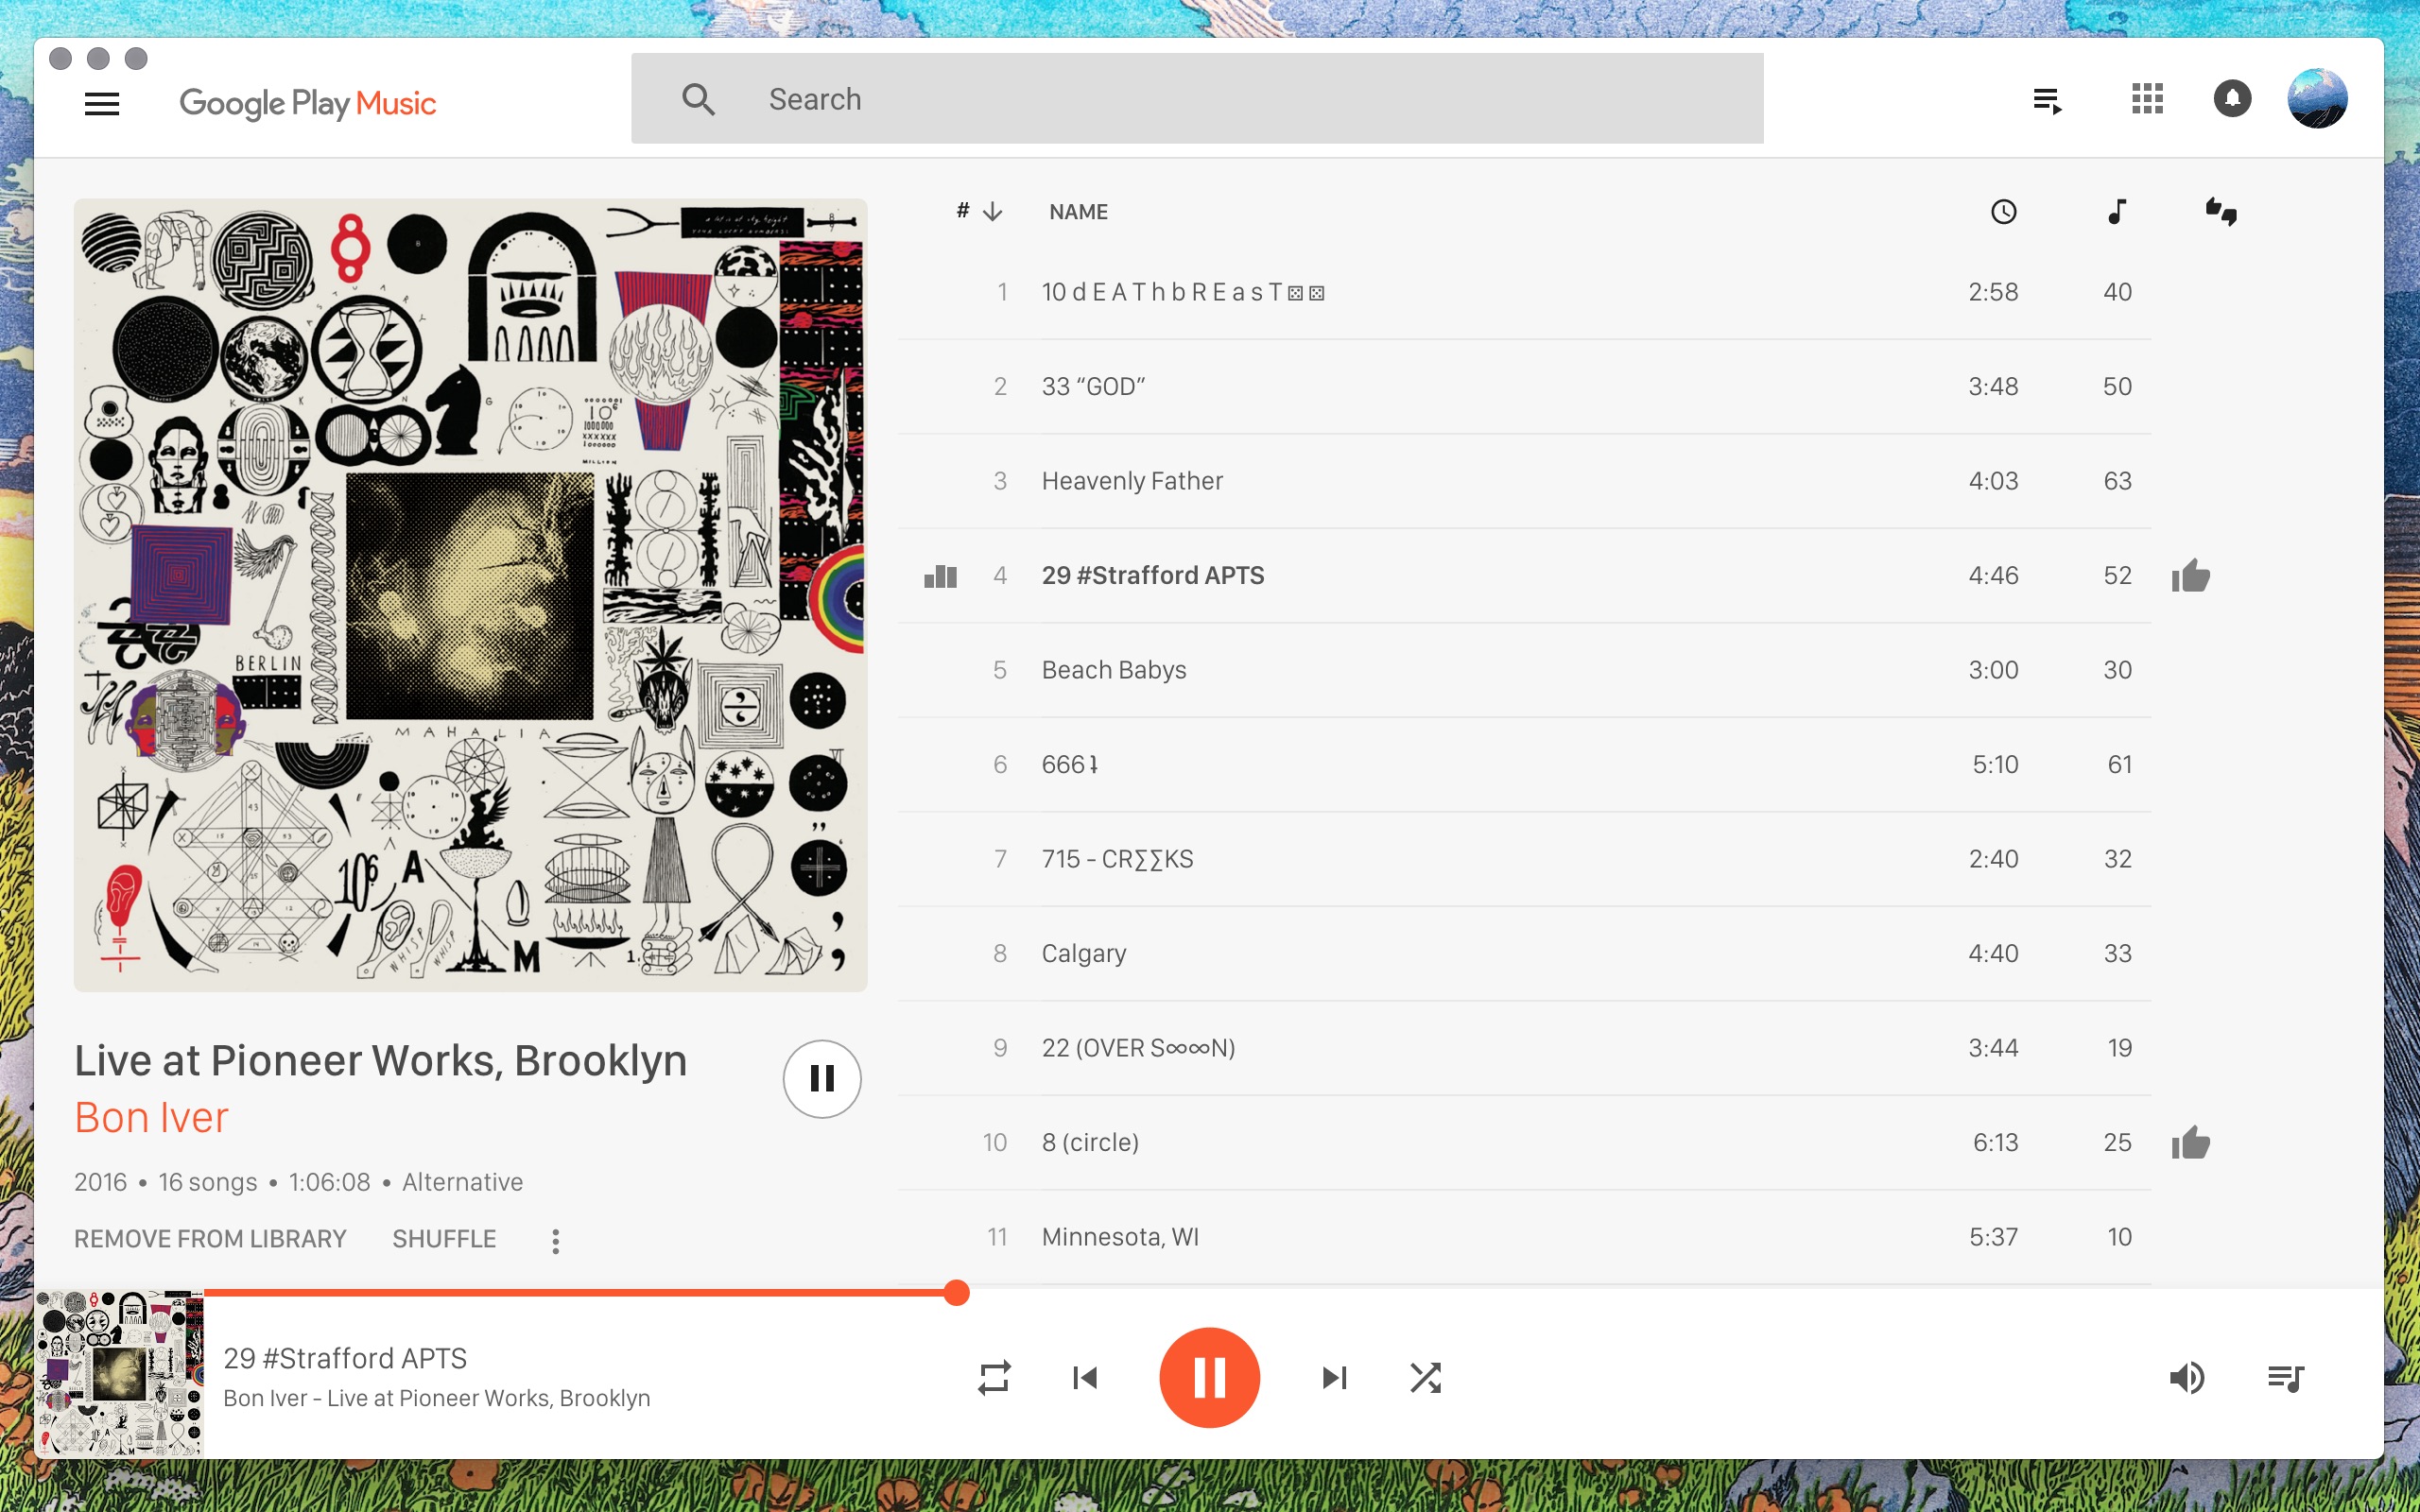 Google Play Music
Search
BERLIN
MAHALIA
MILLION
# NAME
1 10 d E A T h b R E a s T ⚄ ⚄ 2:58 40
2 33 “GOD” 3:48 50
3 Heavenly Father 4:03 63
4 29 #Strafford APTS 4:46 52
5 Beach Babys 3:00 30
6 666 ʇ 5:10 61
7 715 - CR∑∑KS 2:40 32
8 Calgary 4:40 33
9 22 (OVER S∞∞N) 3:44 19
10 8 (circle) 6:13 25
11 Minnesota, WI 5:37 10
Live at Pioneer Works, Brooklyn
Bon Iver
2016 • 16 songs • 1:06:08 • Alternative
REMOVE FROM LIBRARY SHUFFLE
29 #Strafford APTS
Bon Iver - Live at Pioneer Works, Brooklyn